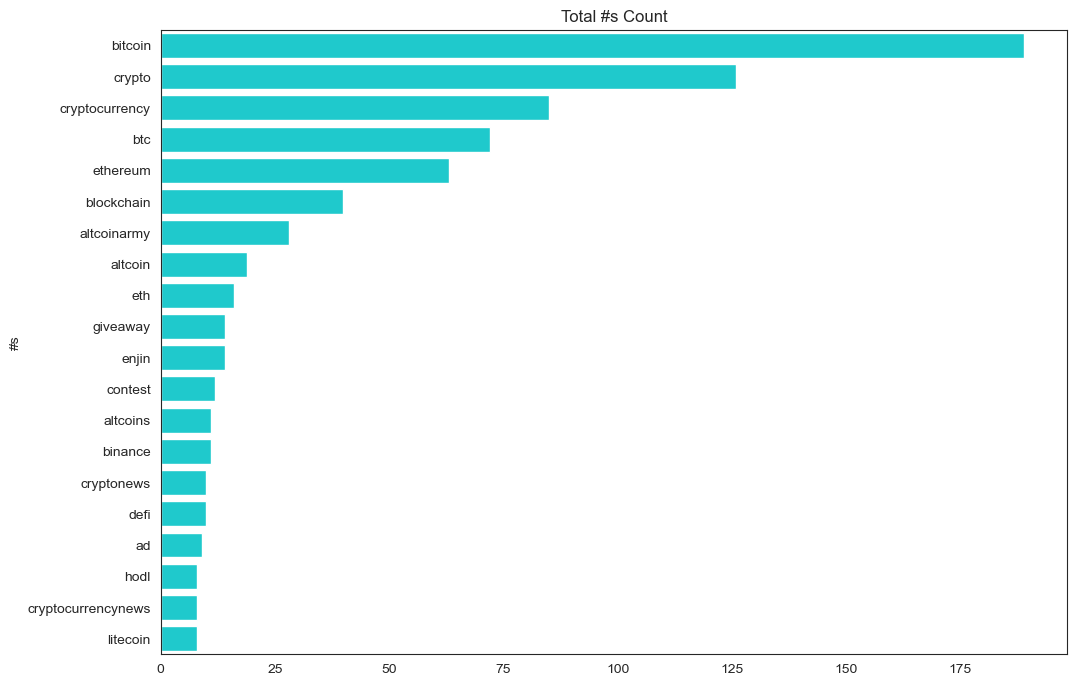 Total #s Count
bitcoin
crypto
cryptocurrency
btc
ethereum
blockchain
altcoinarmy
altcoin
eth
giveaway
enjin
contest
altcoins
binance
cryptonews
defi
ad
hodl
cryptocurrencynews
litecoin
#s
0 25 50 75 100 125 150 175